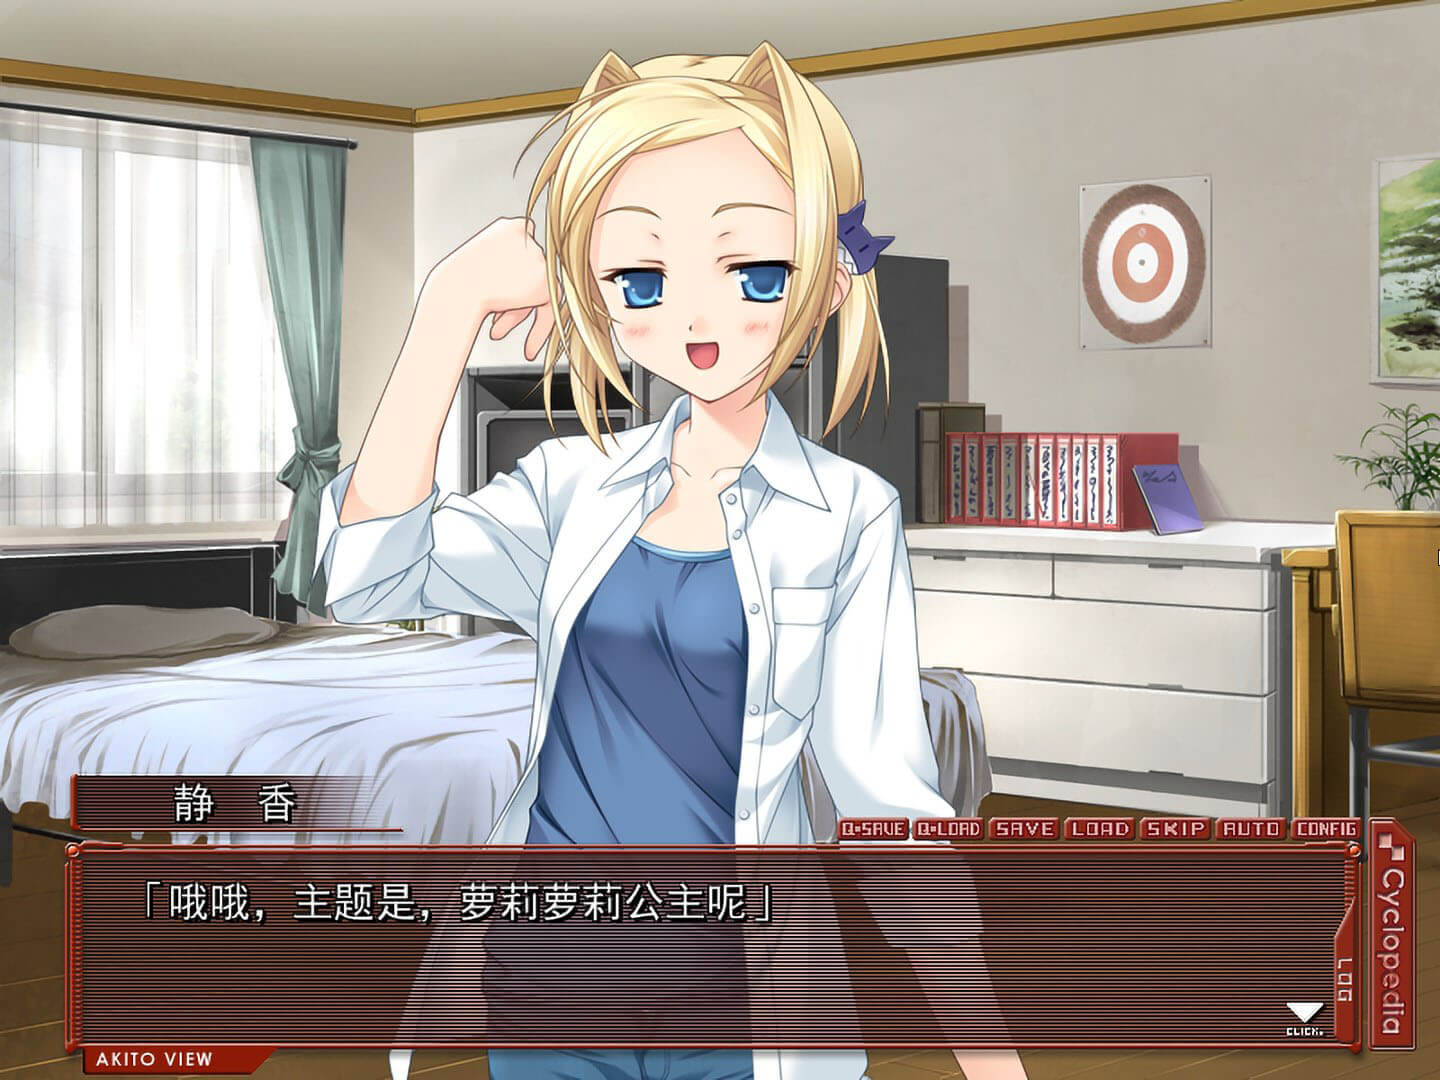 静　香
Q·SAVE Q·LOAD SAVE LOAD SKIP AUTO CONFIG
「哦哦，主题是，萝莉萝莉公主呢」
Cyclopedia
LOG
CLICK.
AKITO VIEW